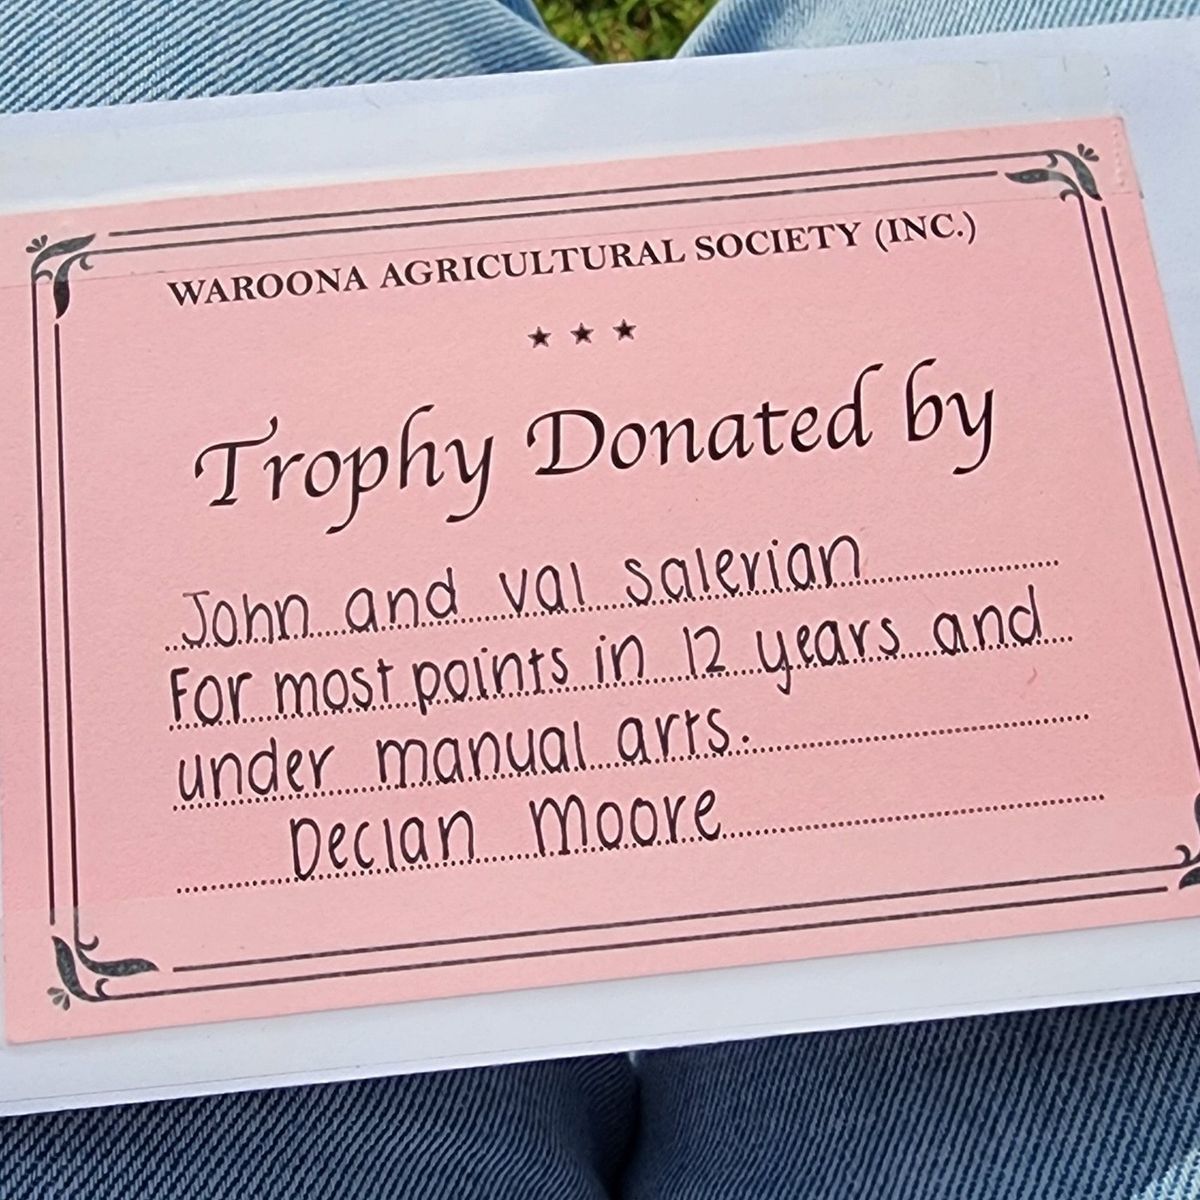 WAROONA AGRICULTURAL SOCIETY (INC.)
★ ★ ★
Trophy Donated by
John and Val Salerian
For most points in 12 years and
under manual arts.
Declan Moore